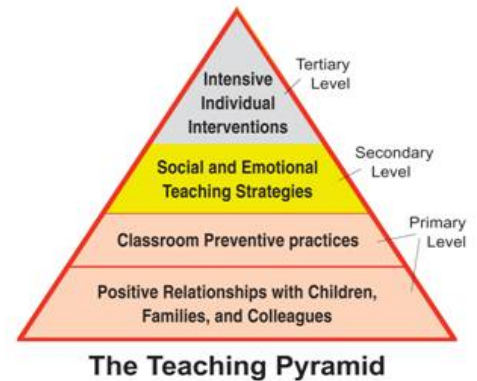 Intensive
Individual
Interventions
Tertiary
Level
Social and Emotional
Teaching Strategies
Secondary
Level
Classroom Preventive practices
Primary
Level
Positive Relationships with Children,
Families, and Colleagues
The Teaching Pyramid